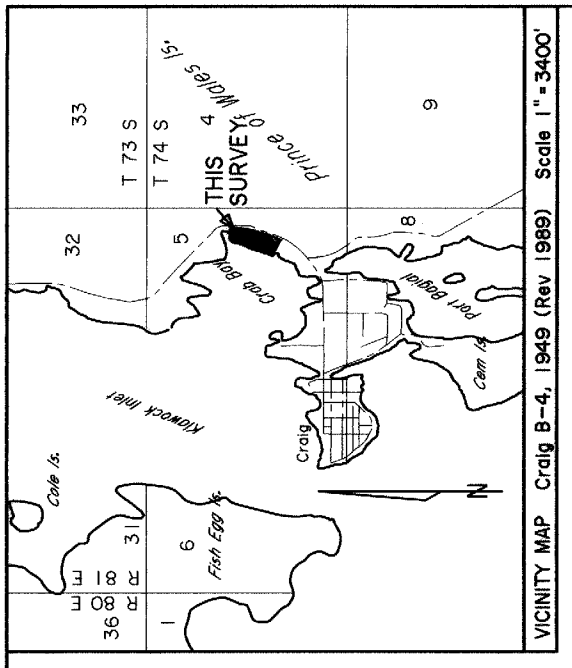 33
T 73 S
T 74 S
32
Cole Is.
31
R 81 E
R 80 E
36
Prince of Wales Is.
4
THIS
SURVEY
5
Crab Bay
Klawock Inlet
6
Fish Egg Is.
1
9
8
Port Bagial
Craig
Cem Is.
N
VICINITY MAP Craig B-4, 1949 (Rev 1989) Scale 1" = 3400'